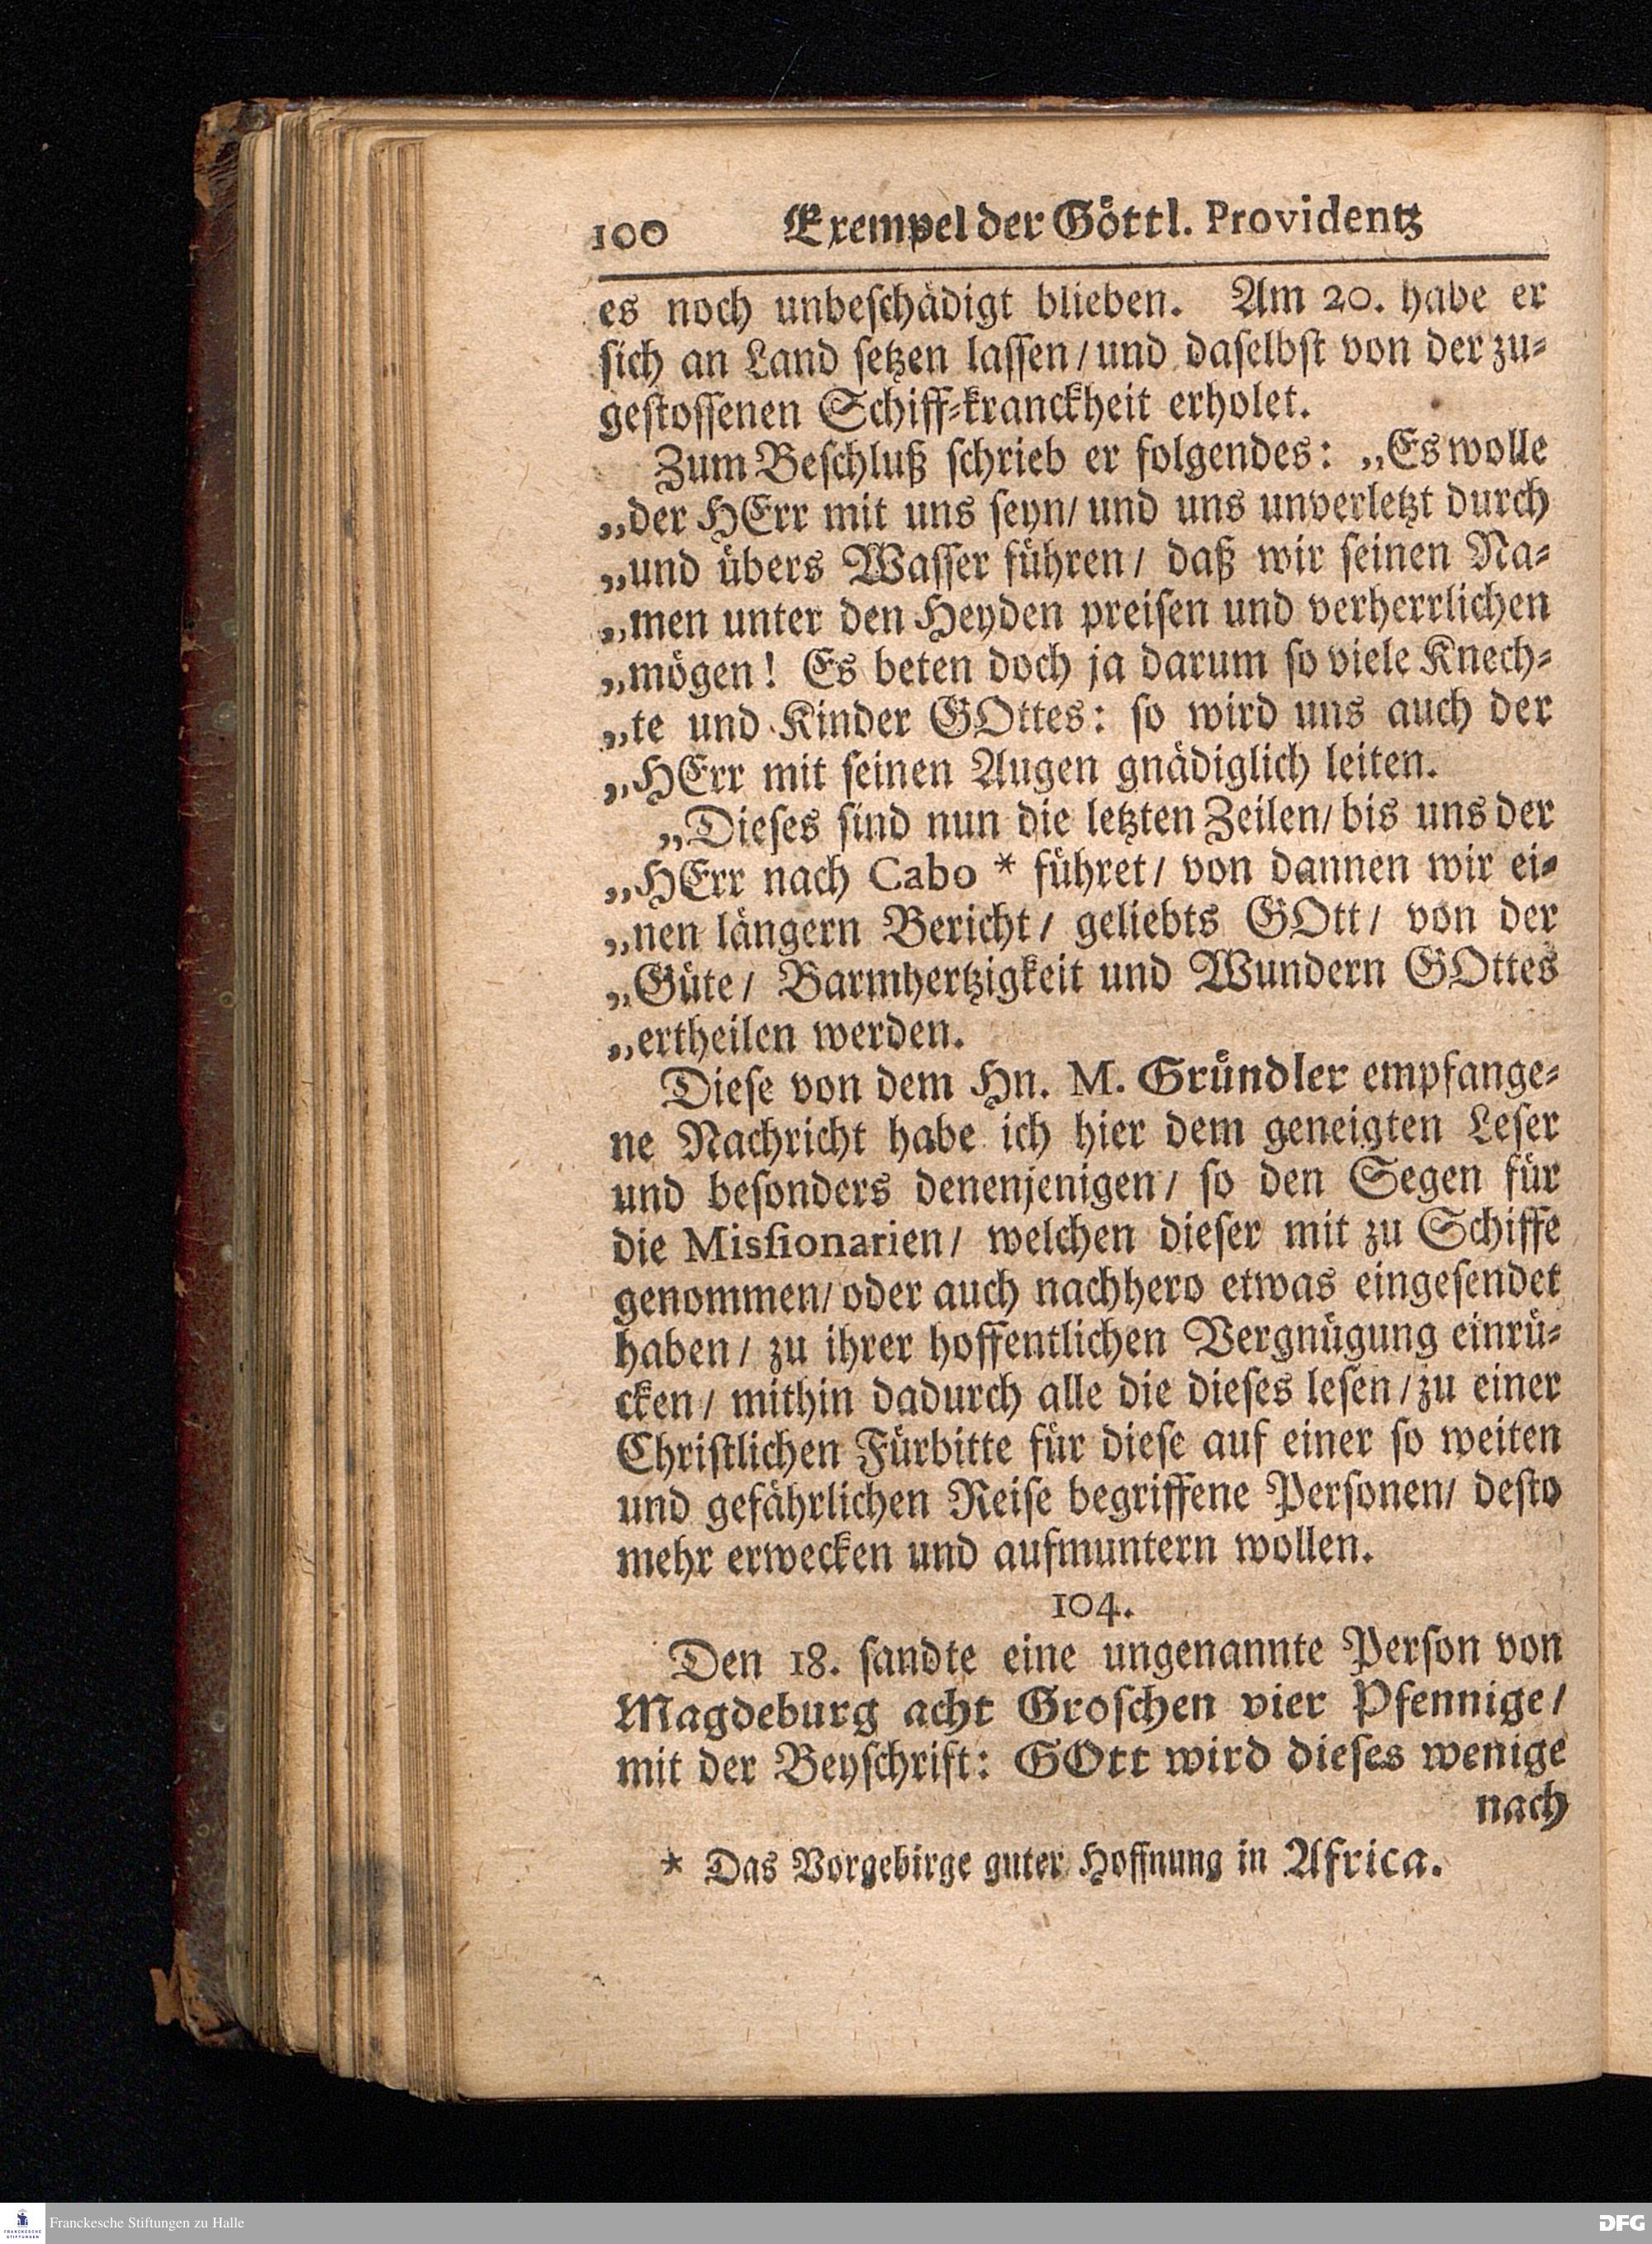 100 Exempel der Göttl. Providentz
es noch unbeſchädigt blieben. Am 20. habe er
ſich an Land ſetzen laſſen/ und daſelbſt von der zu⸗
geſtoſſenen Schiff⸗kranckheit erholet.
Zum Beſchluß ſchrieb er folgendes: „Es wolle
„der HErr mit uns ſeyn/ und uns unverletzt durch
„und übers Waſſer führen/ daß wir ſeinen Na⸗
„men unter den Heyden preiſen und verherrlichen
„mögen! Es beten doch ja darum ſo viele Knech⸗
„te und Kinder GOttes: ſo wird uns auch der
„HErr mit ſeinen Augen gnädiglich leiten.
„Dieſes ſind nun die letzten Zeilen/ bis uns der
„HErr nach Cabo * führet/ von dannen wir ei⸗
„nen längern Bericht/ geliebts GOtt/ von der
„Güte/ Barmhertzigkeit und Wundern GOttes
„ertheilen werden.
Dieſe von dem Hn. M. Gründler empfange⸗
ne Nachricht habe ich hier dem geneigten Leſer
und beſonders denenjenigen/ ſo den Segen für
die Misſionarien/ welchen dieſer mit zu Schiffe
genommen/ oder auch nachhero etwas eingeſendet
haben/ zu ihrer hoffentlichen Vergnügung einrü⸗
cken/ mithin dadurch alle die dieſes leſen/ zu einer
Chriſtlichen Fürbitte für dieſe auf einer ſo weiten
und gefährlichen Reiſe begriffene Perſonen/ deſto
mehr erwecken und aufmuntern wollen.
104.
Den 18. ſandte eine ungenannte Perſon von
Magdeburg acht Groſchen vier Pfennige/
mit der Beyſchrift: GOtt wird dieſes wenige
nach
* Das Vorgebirge guter Hoffnung in Africa.
FRANCKESCHE
STIFTUNGEN
Franckesche Stiftungen zu Halle
DFG